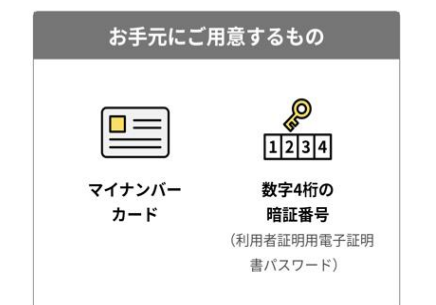 お手元にご用意するもの
1234
マイナンバー
カード
数字4桁の
暗証番号
（利用者証明用電子証明
書パスワード）